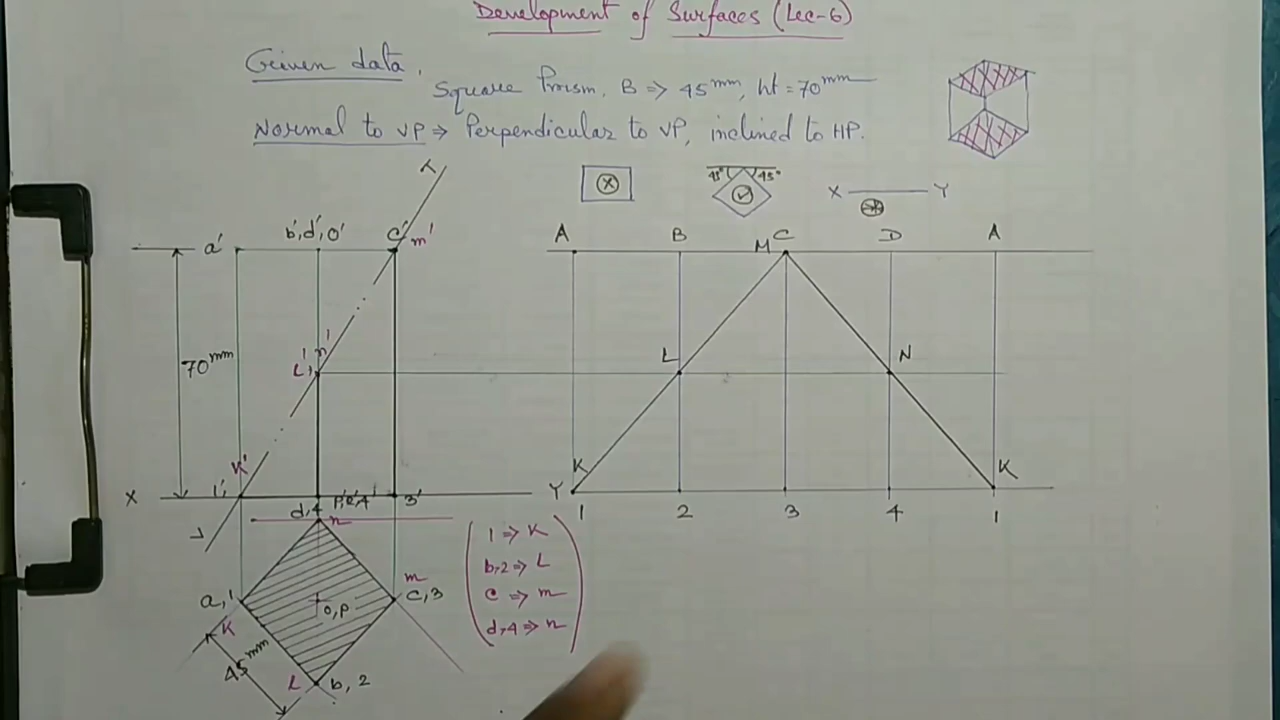 Development of Surfaces (Lec-6)
Given data,
Square Prism, B => 45mm, ht = 70mm
Normal to VP => Perpendicular to VP, inclined to HP.
45° 45°
X Y
T
a' b',d',o' c' m'
A B M C D A
70mm
L', n' L N
K' K K
X 1' 3' Y 1 2 3 4 1
d,4 n
1 => K
b,2 => L
c => m
d,4 => n
a,1 o,p m c,3
K
45mm
L b,2